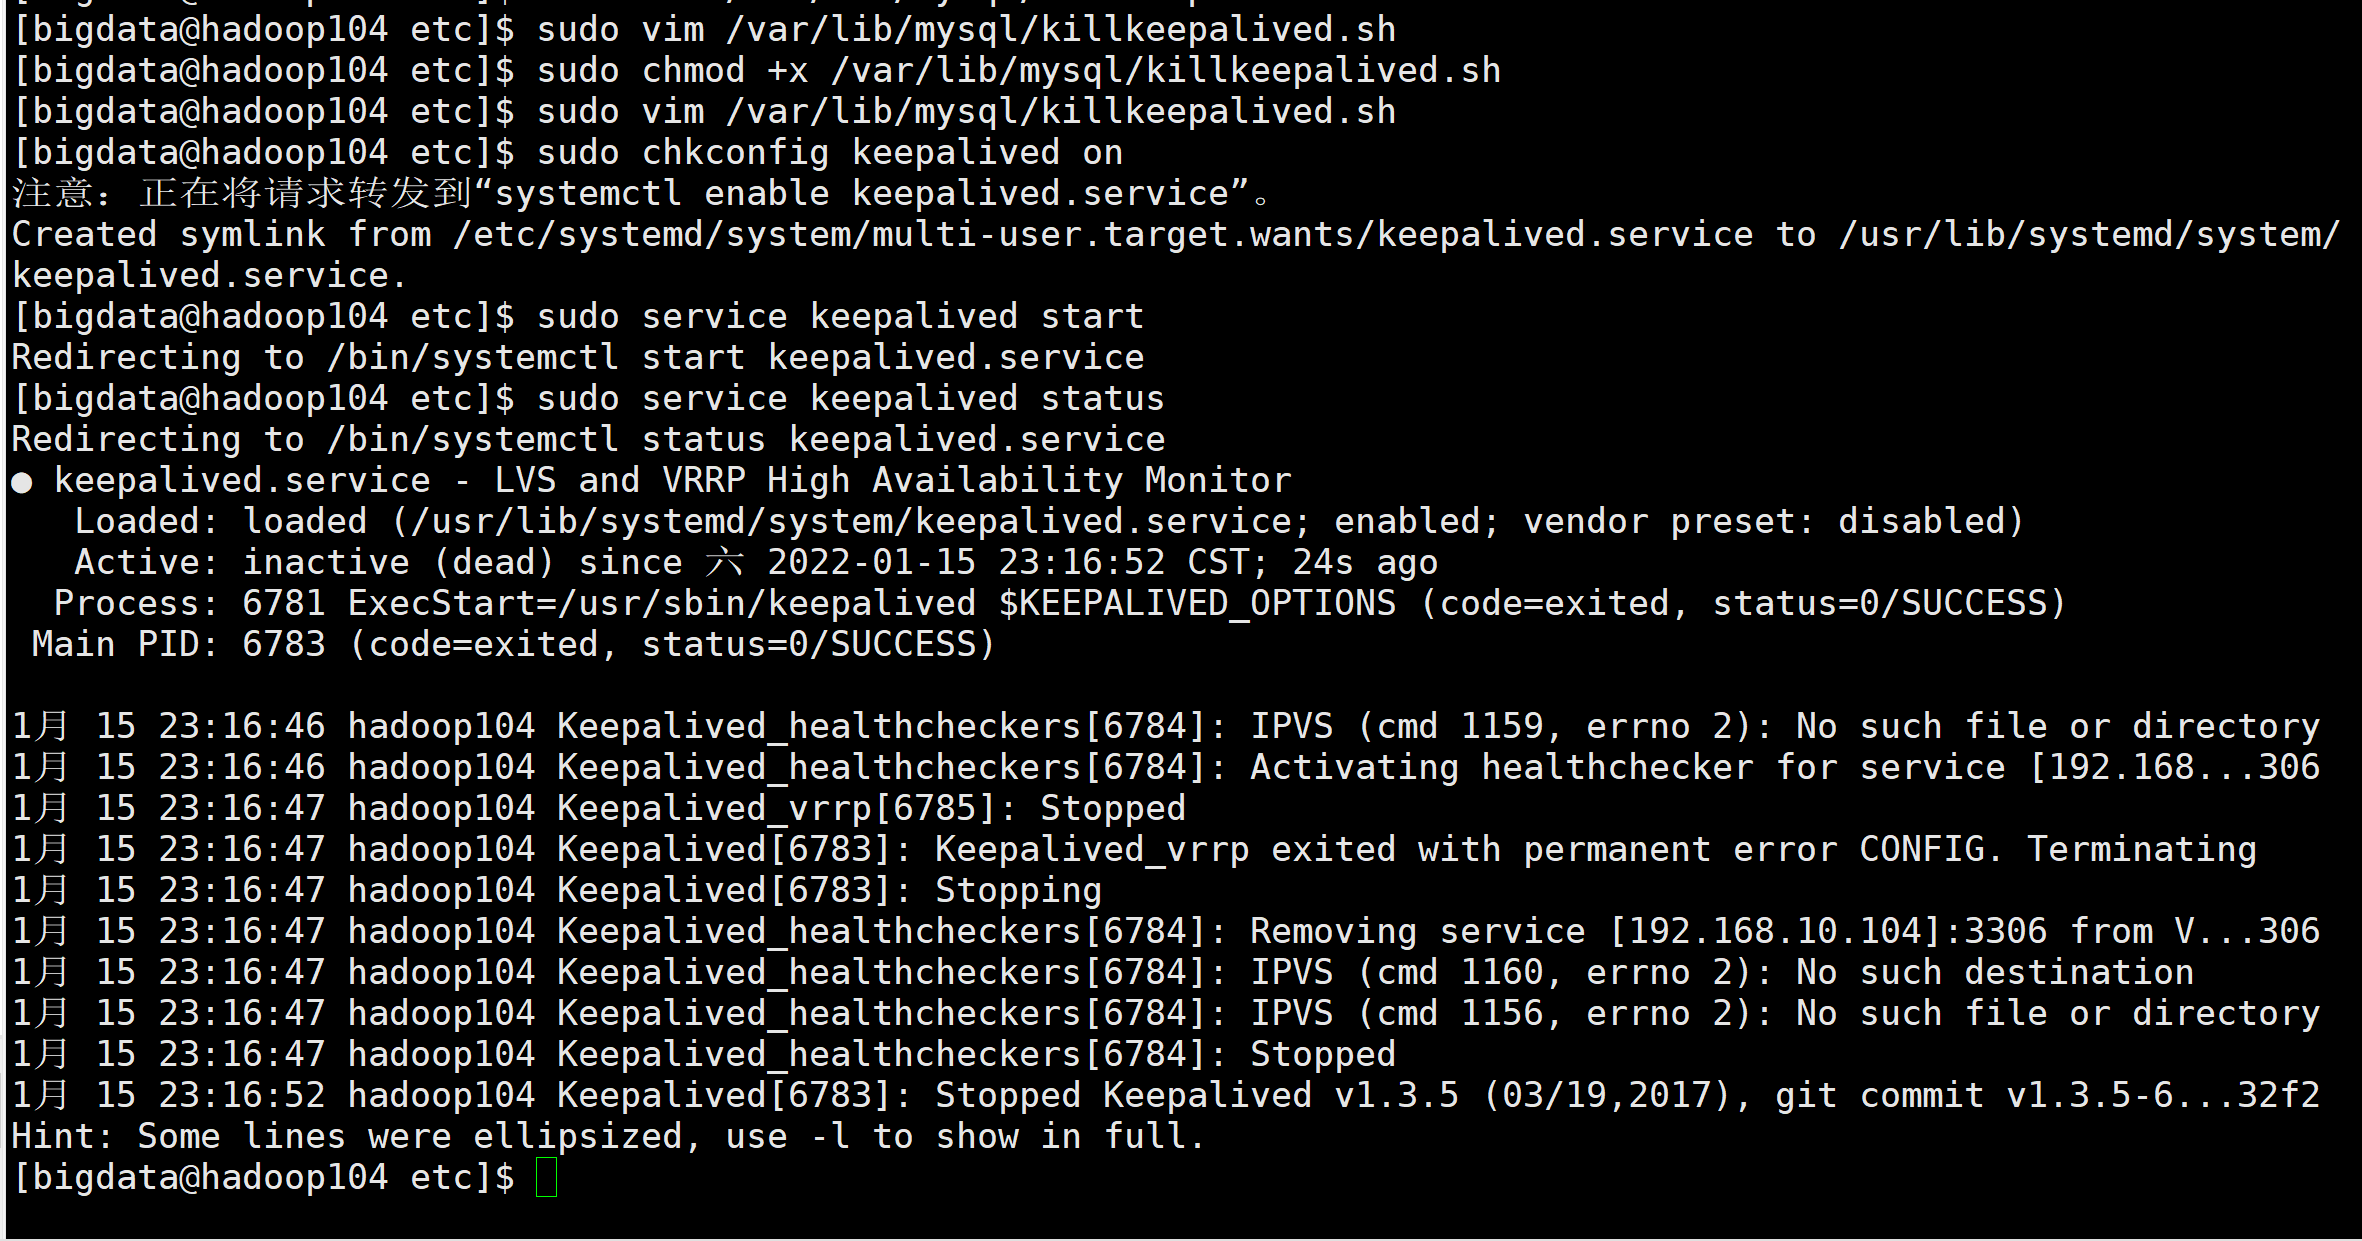 [bigdata@hadoop104 etc]$ sudo vim /var/lib/mysql/killkeepalived.sh
[bigdata@hadoop104 etc]$ sudo chmod +x /var/lib/mysql/killkeepalived.sh
[bigdata@hadoop104 etc]$ sudo vim /var/lib/mysql/killkeepalived.sh
[bigdata@hadoop104 etc]$ sudo chkconfig keepalived on
注意：正在将请求转发到“systemctl enable keepalived.service”。
Created symlink from /etc/systemd/system/multi-user.target.wants/keepalived.service to /usr/lib/systemd/system/
keepalived.service.
[bigdata@hadoop104 etc]$ sudo service keepalived start
Redirecting to /bin/systemctl start keepalived.service
[bigdata@hadoop104 etc]$ sudo service keepalived status
Redirecting to /bin/systemctl status keepalived.service
● keepalived.service - LVS and VRRP High Availability Monitor
   Loaded: loaded (/usr/lib/systemd/system/keepalived.service; enabled; vendor preset: disabled)
   Active: inactive (dead) since 六 2022-01-15 23:16:52 CST; 24s ago
  Process: 6781 ExecStart=/usr/sbin/keepalived $KEEPALIVED_OPTIONS (code=exited, status=0/SUCCESS)
 Main PID: 6783 (code=exited, status=0/SUCCESS)

1月 15 23:16:46 hadoop104 Keepalived_healthcheckers[6784]: IPVS (cmd 1159, errno 2): No such file or directory
1月 15 23:16:46 hadoop104 Keepalived_healthcheckers[6784]: Activating healthchecker for service [192.168...306
1月 15 23:16:47 hadoop104 Keepalived_vrrp[6785]: Stopped
1月 15 23:16:47 hadoop104 Keepalived[6783]: Keepalived_vrrp exited with permanent error CONFIG. Terminating
1月 15 23:16:47 hadoop104 Keepalived[6783]: Stopping
1月 15 23:16:47 hadoop104 Keepalived_healthcheckers[6784]: Removing service [192.168.10.104]:3306 from V...306
1月 15 23:16:47 hadoop104 Keepalived_healthcheckers[6784]: IPVS (cmd 1160, errno 2): No such destination
1月 15 23:16:47 hadoop104 Keepalived_healthcheckers[6784]: IPVS (cmd 1156, errno 2): No such file or directory
1月 15 23:16:47 hadoop104 Keepalived_healthcheckers[6784]: Stopped
1月 15 23:16:52 hadoop104 Keepalived[6783]: Stopped Keepalived v1.3.5 (03/19,2017), git commit v1.3.5-6...32f2
Hint: Some lines were ellipsized, use -l to show in full.
[bigdata@hadoop104 etc]$